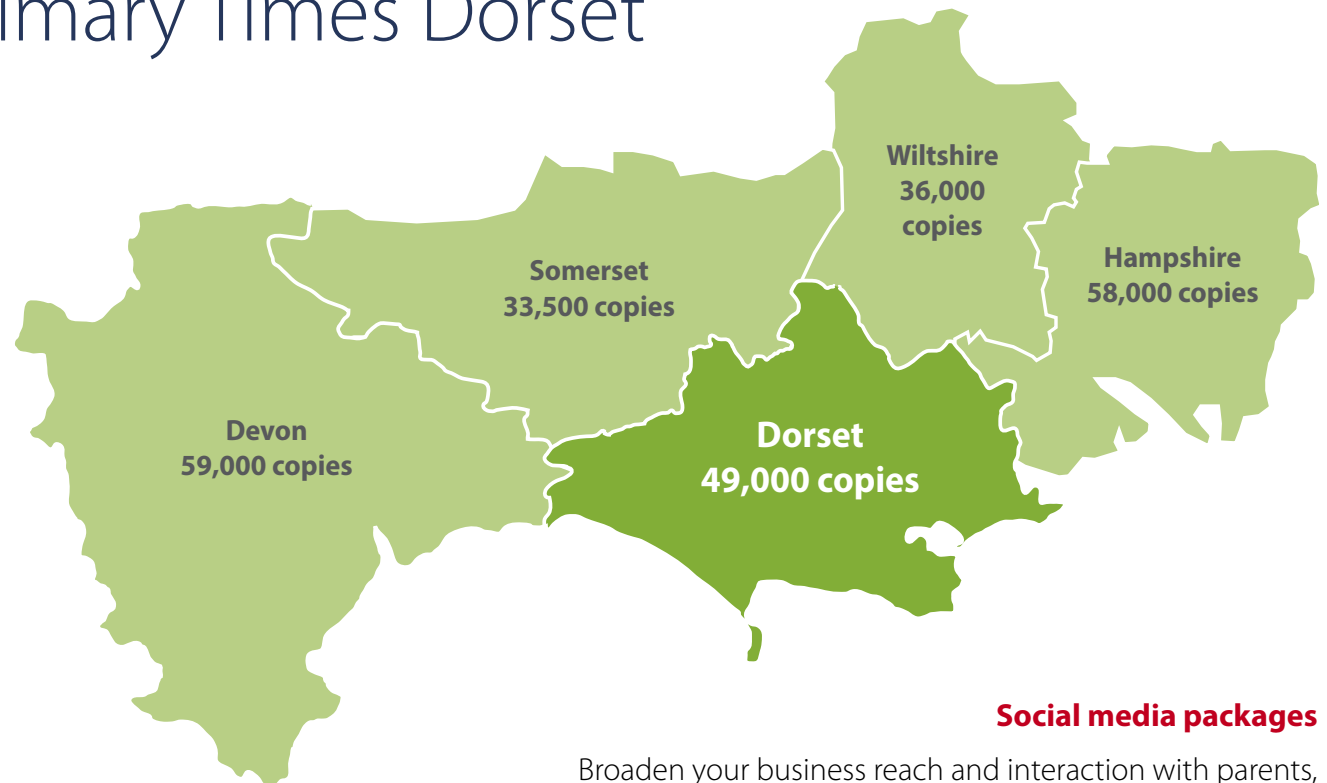 imary Times Dorset
Wiltshire
36,000
copies
Hampshire
58,000 copies
Somerset
33,500 copies
Devon
59,000 copies
Dorset
49,000 copies
Social media packages
Broaden your business reach and interaction with parents,